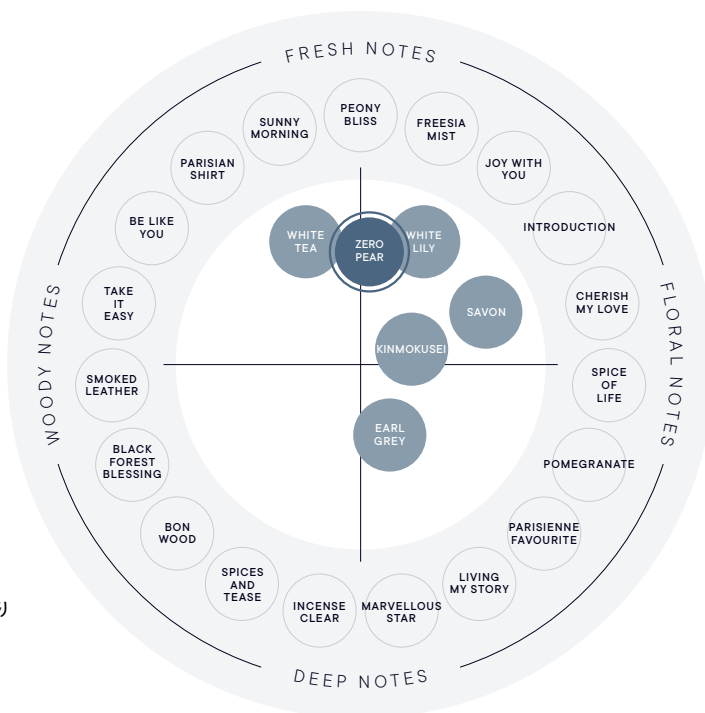 FRESH NOTES
PEONY
BLISS
SUNNY
MORNING
FREESIA
MIST
PARISIAN
SHIRT
JOY WITH
YOU
BE LIKE
YOU
INTRODUCTION
WHITE
TEA
ZERO
PEAR
WHITE
LILY
TAKE
IT
EASY
SAVON
CHERISH
MY LOVE
WOODY NOTES
KINMOKUSEI
FLORAL NOTES
SMOKED
LEATHER
SPICE
OF
LIFE
EARL
GREY
BLACK
FOREST
BLESSING
POMEGRANATE
BON
WOOD
PARISIENNE
FAVOURITE
SPICES
AND
TEASE
LIVING
MY STORY
INCENSE
CLEAR
MARVELLOUS
STAR
り
DEEP NOTES